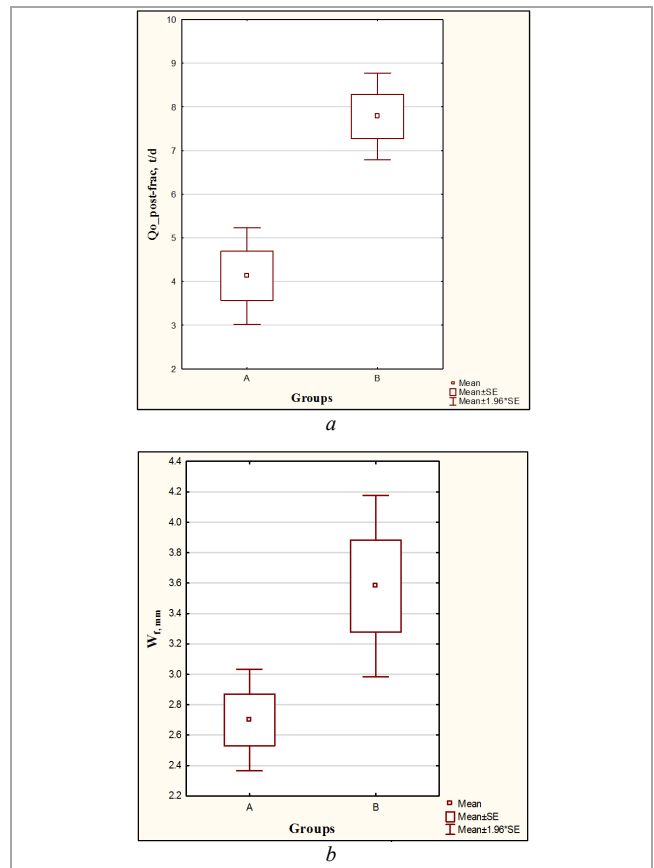 10
9
8
7
6
5
4
3
2
Qo_post-frac, t/d
A B
Groups
Mean
Mean±SE
Mean±1.96*SE
a
4.4
4.2
4.0
3.8
3.6
3.4
3.2
3.0
2.8
2.6
2.4
2.2
Wf, mm
A B
Groups
Mean
Mean±SE
Mean±1.96*SE
b